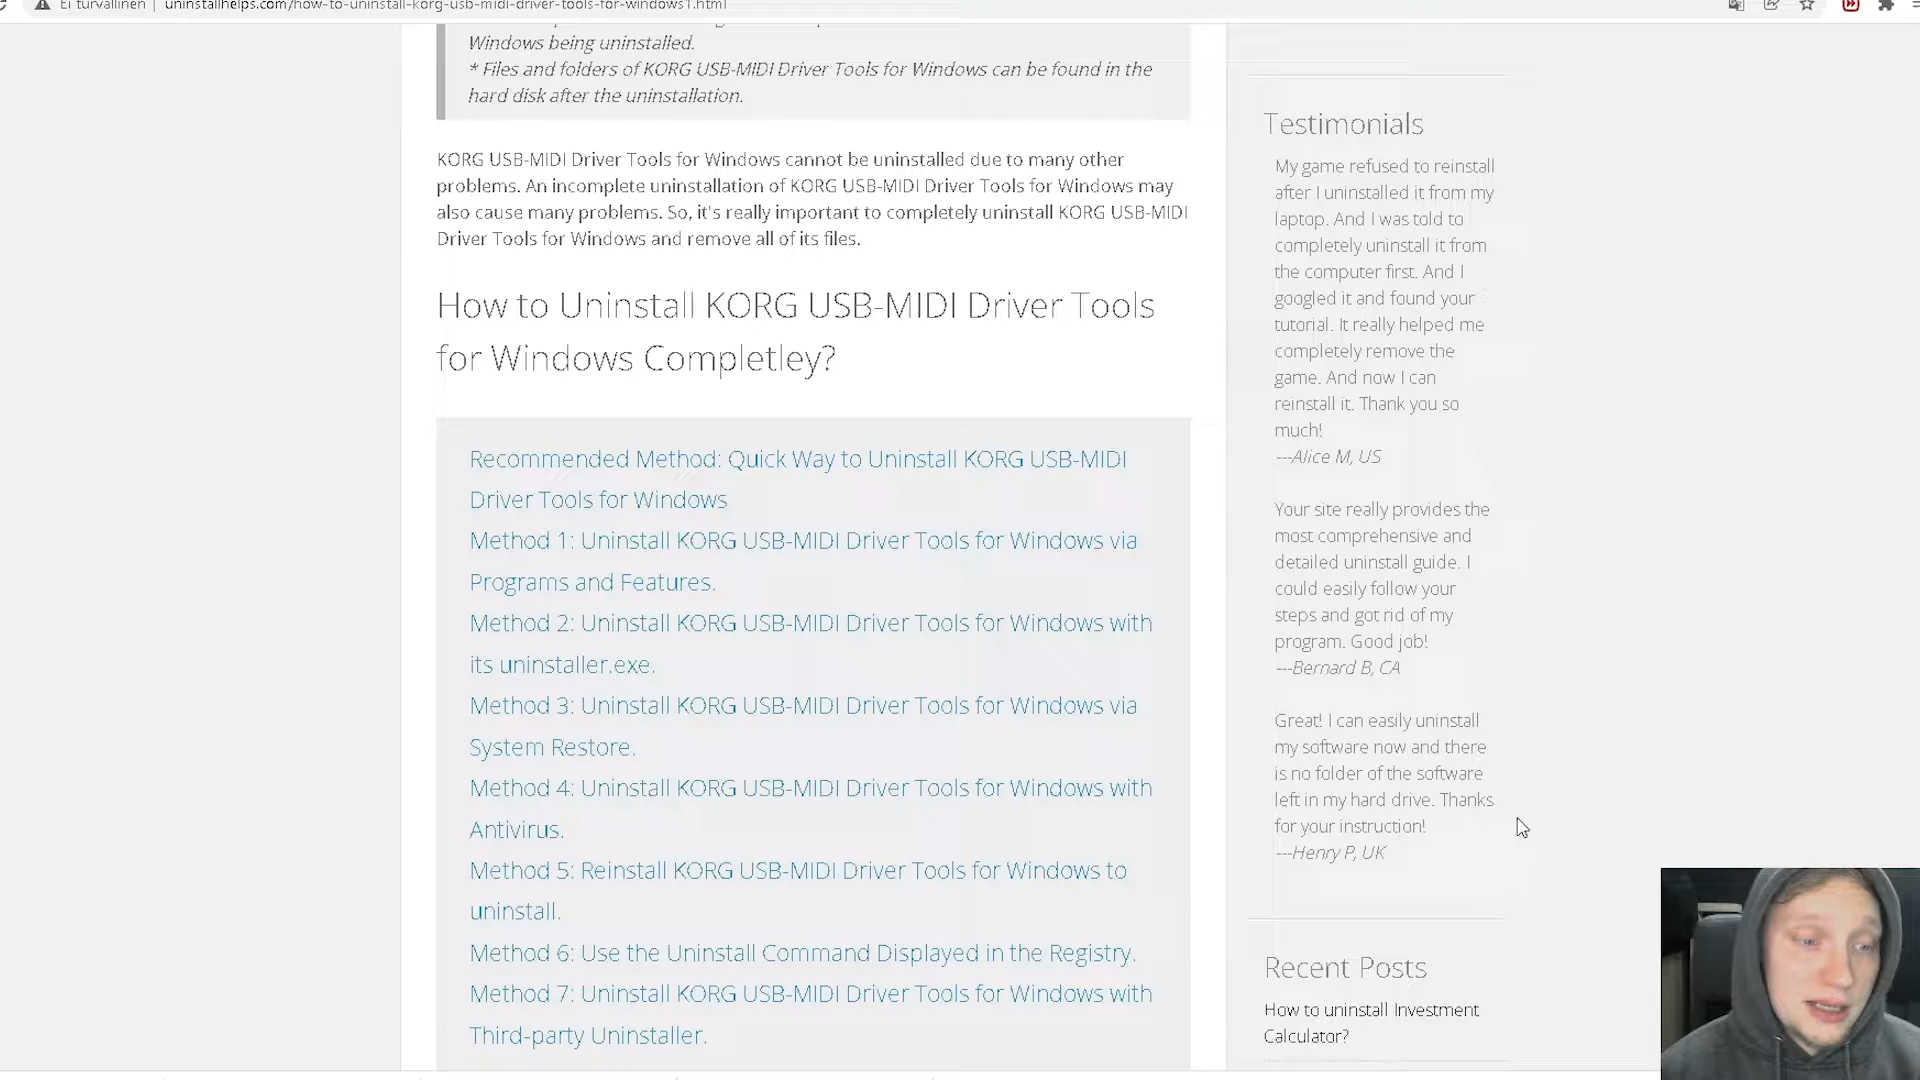 Ei turvallinen | uninstallhelps.com/how-to-uninstall-korg-usb-midi-driver-tools-for-windows1.html
Windows being uninstalled.
* Files and folders of KORG USB-MIDI Driver Tools for Windows can be found in the
hard disk after the uninstallation.
KORG USB-MIDI Driver Tools for Windows cannot be uninstalled due to many other
problems. An incomplete uninstallation of KORG USB-MIDI Driver Tools for Windows may
also cause many problems. So, it's really important to completely uninstall KORG USB-MIDI
Driver Tools for Windows and remove all of its files.
How to Uninstall KORG USB-MIDI Driver Tools
for Windows Completley?
Recommended Method: Quick Way to Uninstall KORG USB-MIDI
Driver Tools for Windows
Method 1: Uninstall KORG USB-MIDI Driver Tools for Windows via
Programs and Features.
Method 2: Uninstall KORG USB-MIDI Driver Tools for Windows with
its uninstaller.exe.
Method 3: Uninstall KORG USB-MIDI Driver Tools for Windows via
System Restore.
Method 4: Uninstall KORG USB-MIDI Driver Tools for Windows with
Antivirus.
Method 5: Reinstall KORG USB-MIDI Driver Tools for Windows to
uninstall.
Method 6: Use the Uninstall Command Displayed in the Registry.
Method 7: Uninstall KORG USB-MIDI Driver Tools for Windows with
Third-party Uninstaller.
Testimonials
My game refused to reinstall
after I uninstalled it from my
laptop. And I was told to
completely uninstall it from
the computer first. And I
googled it and found your
tutorial. It really helped me
completely remove the
game. And now I can
reinstall it. Thank you so
much!
---Alice M, US
Your site really provides the
most comprehensive and
detailed uninstall guide. I
could easily follow your
steps and got rid of my
program. Good job!
---Bernard B, CA
Great! I can easily uninstall
my software now and there
is no folder of the software
left in my hard drive. Thanks
for your instruction!
---Henry P, UK
Recent Posts
How to uninstall Investment
Calculator?